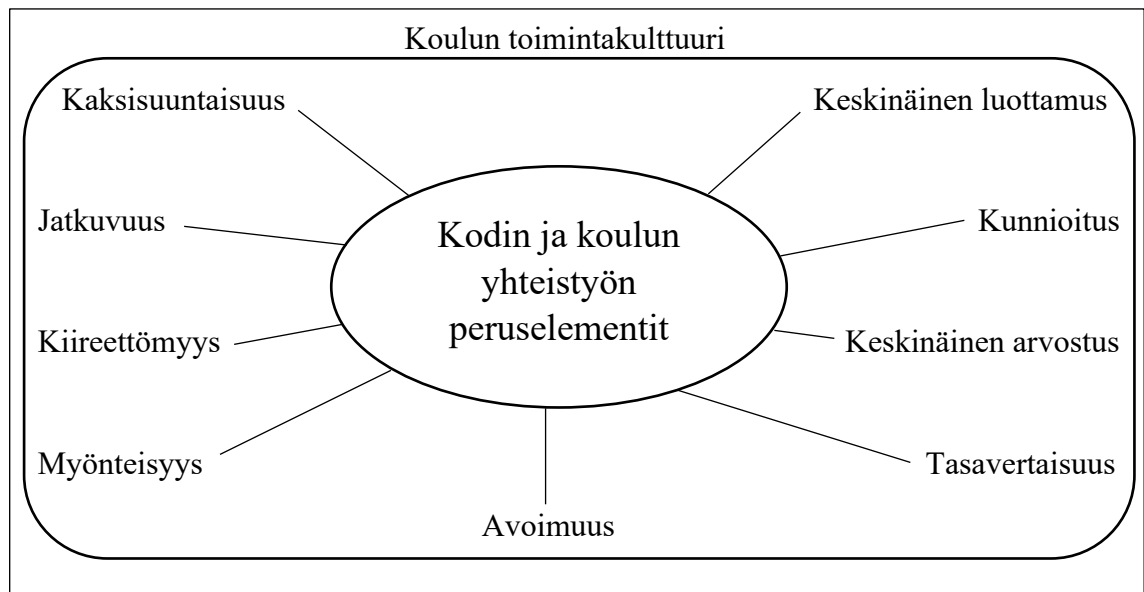 Koulun toimintakulttuuri
Kaksisuuntaisuus
Keskinäinen luottamus
Jatkuvuus
Kunnioitus
Kodin ja koulun
yhteistyön
peruselementit
Kiireettömyys
Keskinäinen arvostus
Myönteisyys
Tasavertaisuus
Avoimuus